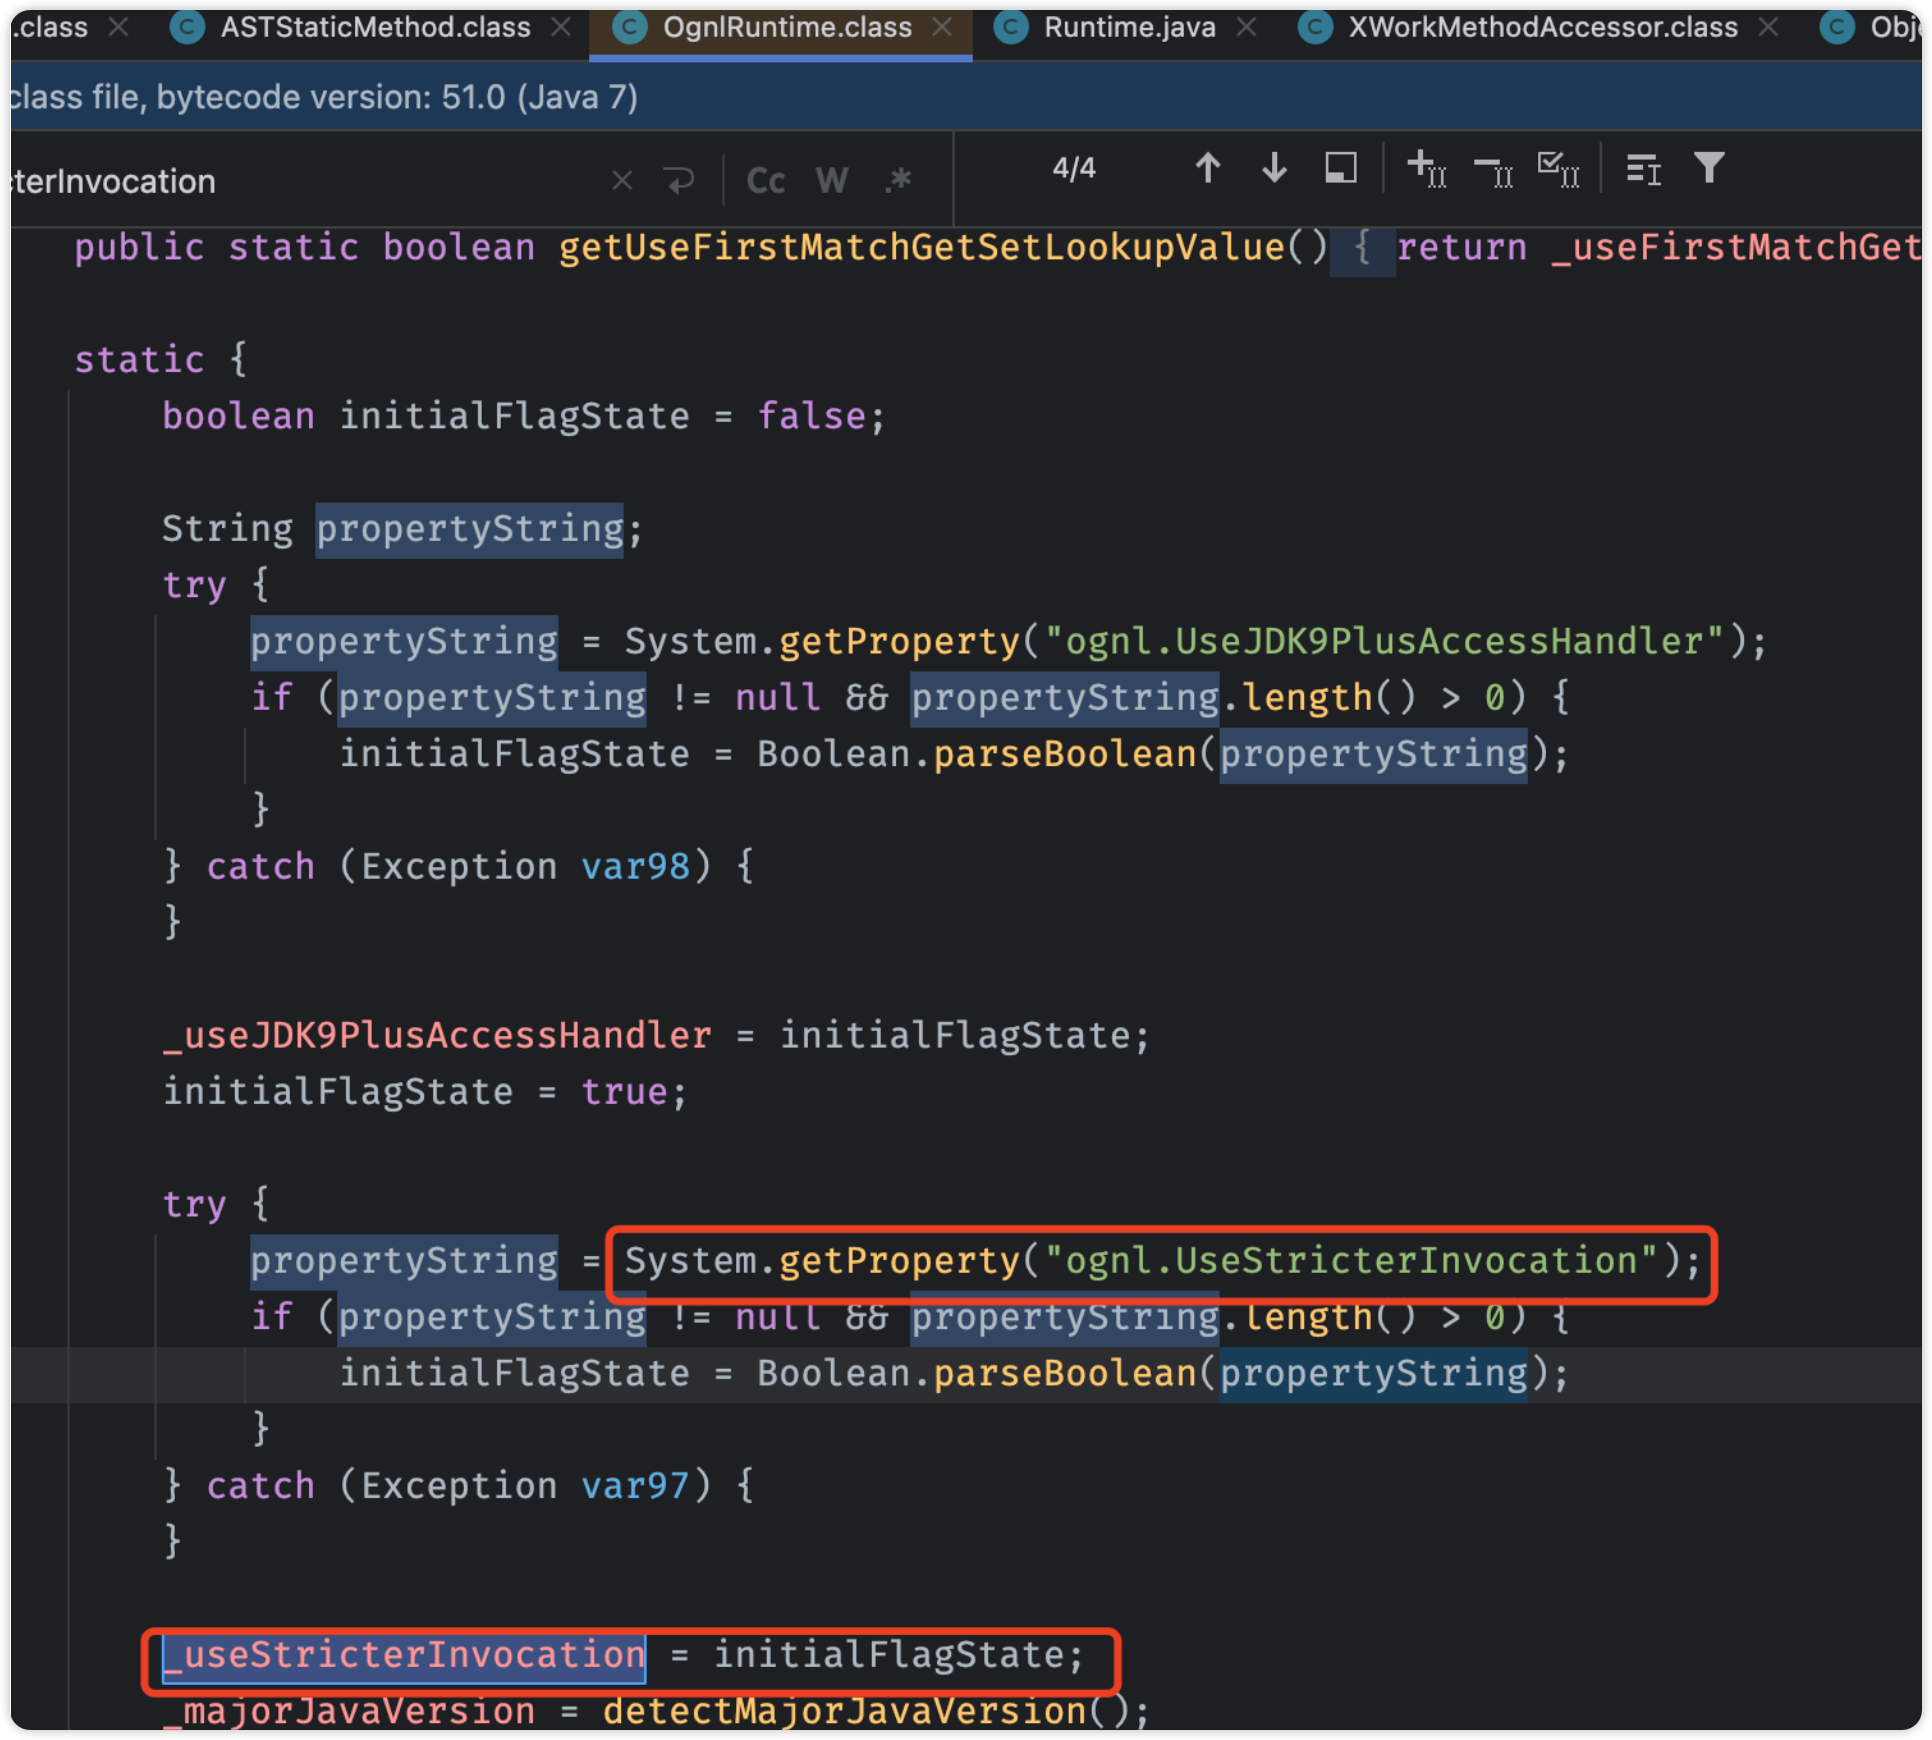 .class ASTStaticMethod.class OgnlRuntime.class Runtime.java XWorkMethodAccessor.class Obj
class file, bytecode version: 51.0 (Java 7)
terInvocation Cc W .* 4/4
public static boolean getUseFirstMatchGetSetLookupValue() { return _useFirstMatchGet
static {
boolean initialFlagState = false;
String propertyString;
try {
propertyString = System.getProperty("ognl.UseJDK9PlusAccessHandler");
if (propertyString != null && propertyString.length() > 0) {
initialFlagState = Boolean.parseBoolean(propertyString);
}
} catch (Exception var98) {
}
_useJDK9PlusAccessHandler = initialFlagState;
initialFlagState = true;
try {
propertyString = System.getProperty("ognl.UseStricterInvocation");
if (propertyString != null && propertyString.length() > 0) {
initialFlagState = Boolean.parseBoolean(propertyString);
}
} catch (Exception var97) {
}
_useStricterInvocation = initialFlagState;
_majorJavaVersion = detectMajorJavaVersion();